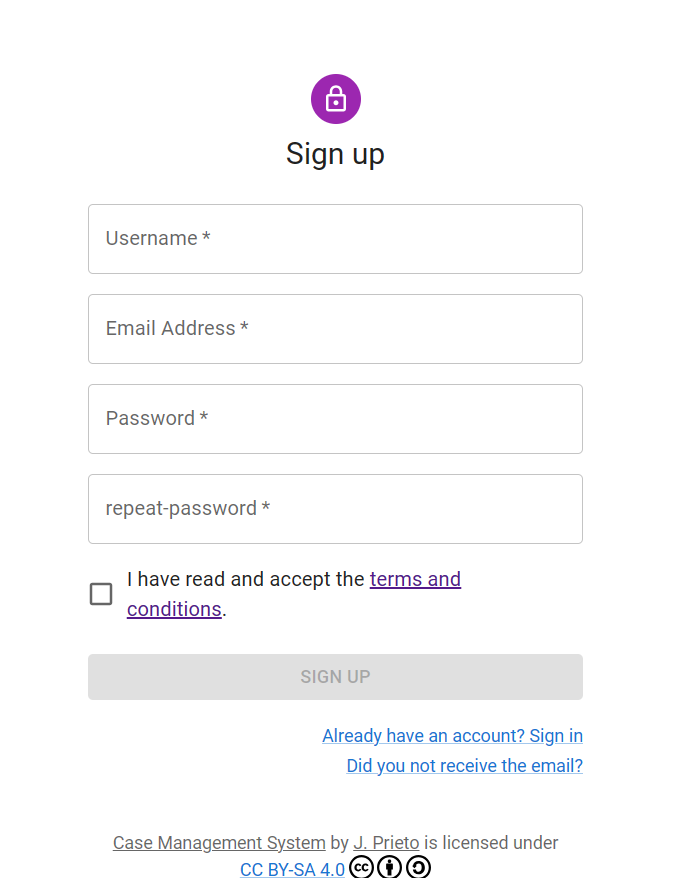 Sign up
Username *
Email Address *
Password *
repeat-password *
I have read and accept the terms and
conditions.
SIGN UP
Already have an account? Sign in
Did you not receive the email?
Case Management System by J. Prieto is licensed under
CC BY-SA 4.0 cc